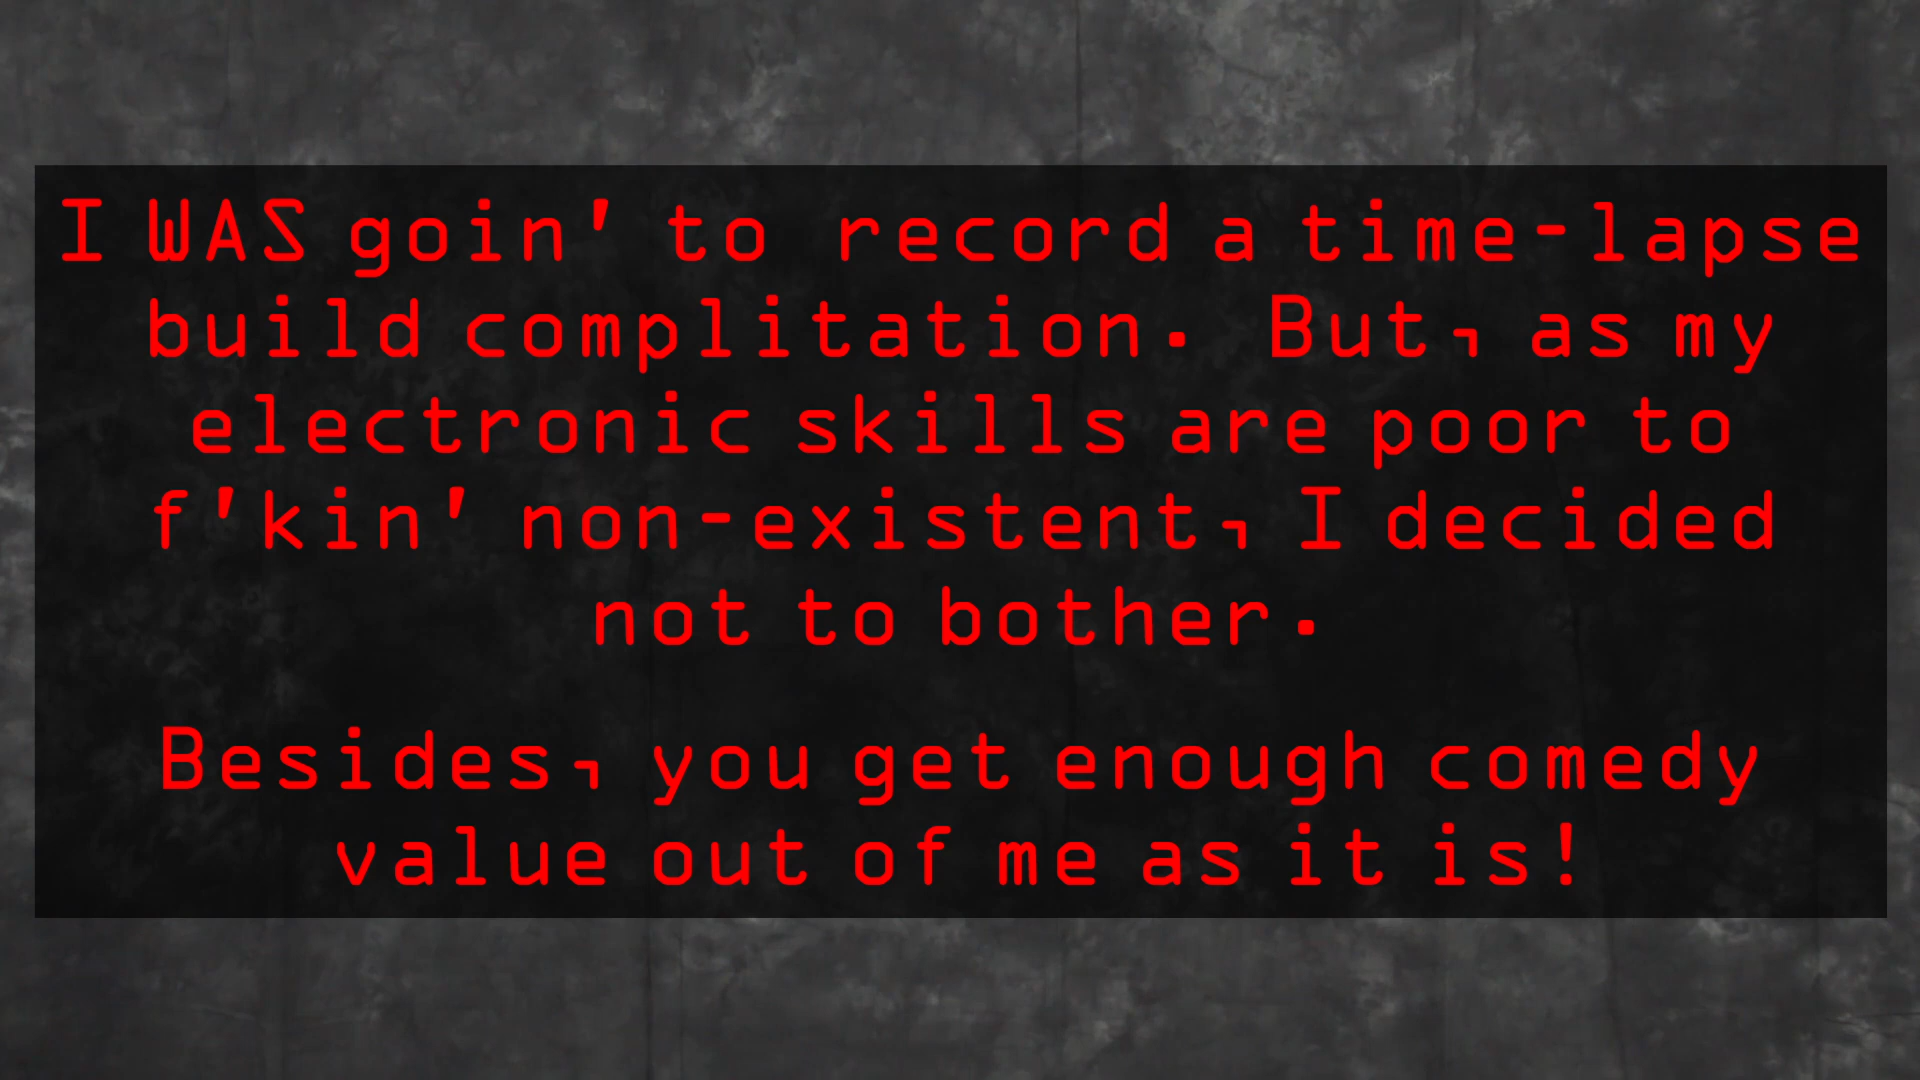 I WAS goin' to record a time-lapse
build complitation. But, as my
electronic skills are poor to
f'kin' non-existent, I decided
not to bother.
Besides, you get enough comedy
value out of me as it is!